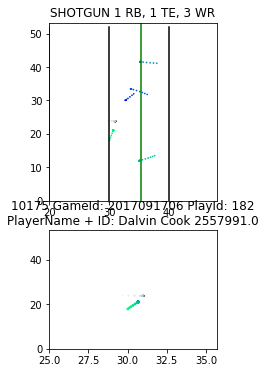 SHOTGUN 1 RB, 1 TE, 3 WR
50
40
30
20
10
0
20 30 40
10175 GameId: 2017091706 PlayId: 182
PlayerName + ID: Dalvin Cook 2557991.0
40
20
0
25.0 27.5 30.0 32.5 35.0